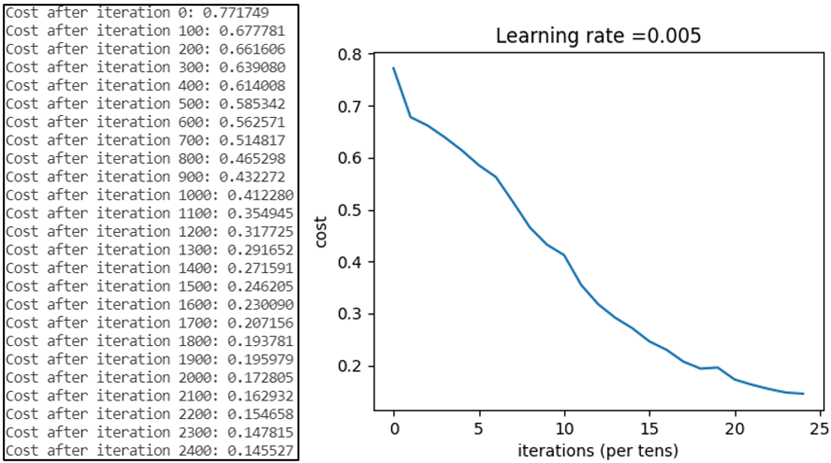 Cost after iteration 0: 0.771749
Cost after iteration 100: 0.677781
Cost after iteration 200: 0.661606
Cost after iteration 300: 0.639080
Cost after iteration 400: 0.614008
Cost after iteration 500: 0.585342
Cost after iteration 600: 0.562571
Cost after iteration 700: 0.514817
Cost after iteration 800: 0.465298
Cost after iteration 900: 0.432272
Cost after iteration 1000: 0.412280
Cost after iteration 1100: 0.354945
Cost after iteration 1200: 0.317725
Cost after iteration 1300: 0.291652
Cost after iteration 1400: 0.271591
Cost after iteration 1500: 0.246205
Cost after iteration 1600: 0.230090
Cost after iteration 1700: 0.207156
Cost after iteration 1800: 0.193781
Cost after iteration 1900: 0.195979
Cost after iteration 2000: 0.172805
Cost after iteration 2100: 0.162932
Cost after iteration 2200: 0.154658
Cost after iteration 2300: 0.147815
Cost after iteration 2400: 0.145527
Learning rate =0.005
0.8
0.7
0.6
0.5
0.4
0.3
0.2
cost
0 5 10 15 20 25
iterations (per tens)